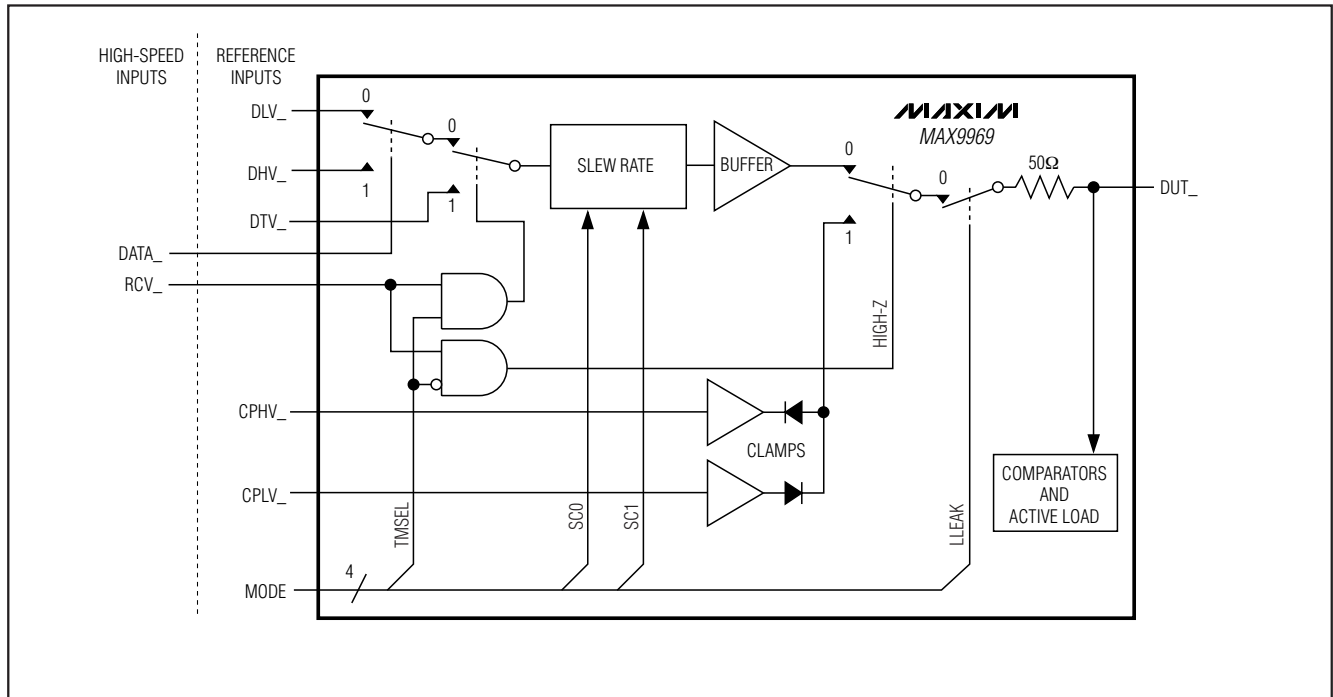 HIGH-SPEED
INPUTS
REFERENCE
INPUTS
DLV_
DHV_
DTV_
DATA_
RCV_
CPHV_
CPLV_
MODE
0
1
0
1
SLEW RATE
BUFFER
0
1
0
MAXIM
MAX9969
50Ω
DUT_
HIGH-Z
CLAMPS
TMSEL
SC0
SC1
LLEAK
COMPARATORS
AND
ACTIVE LOAD
4